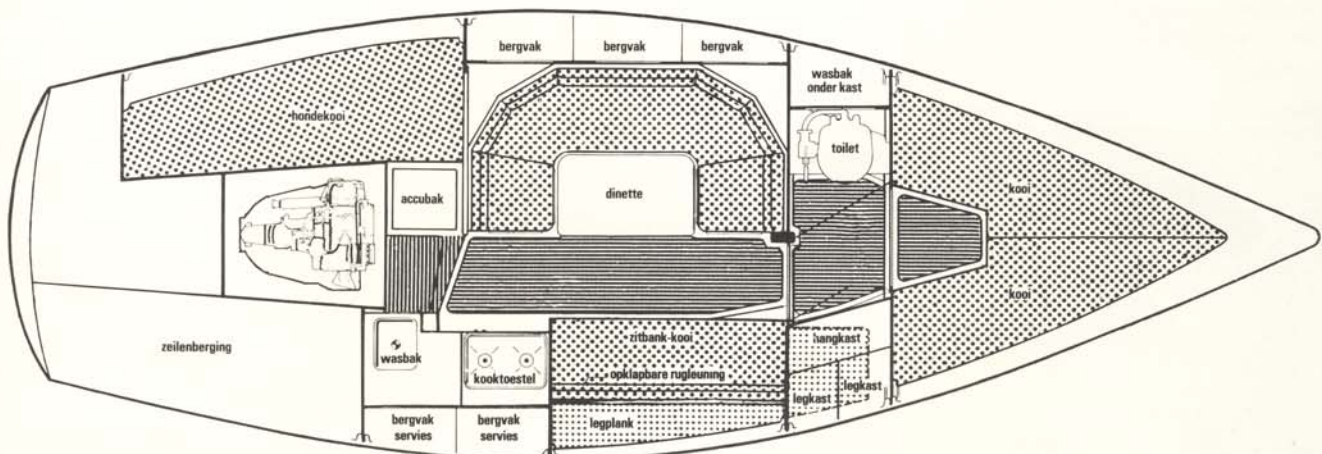 bergvak bergvak bergvak
wasbak
onder kast
hondekooi
toilet
accubak
dinette
kooi
kooi
zeilenberging
wasbak
kooktoestel
zitbank-kooi
opklapbare rugleuning
hangkast
legkast
legkast
bergvak
servies
bergvak
servies
legplank